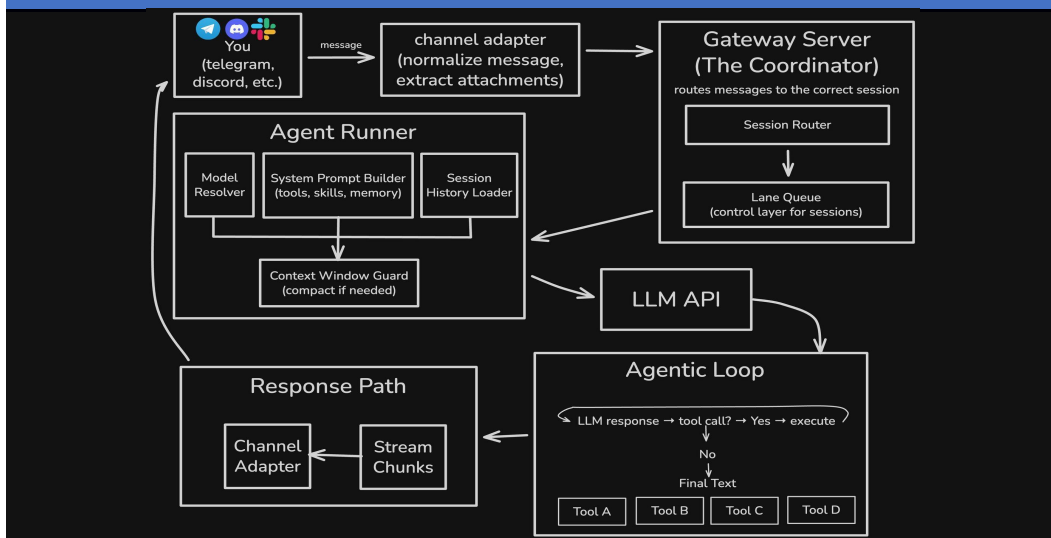 You
(telegram,
discord, etc.)
message
channel adapter
(normalize message,
extract attachments)
Gateway Server
(The Coordinator)
routes messages to the correct session
Session Router
Lane Queue
(control layer for sessions)
Agent Runner
Model
Resolver
System Prompt Builder
(tools, skills, memory)
Session
History Loader
Context Window Guard
(compact if needed)
LLM API
Agentic Loop
LLM response → tool call? → Yes → execute
No
Final Text
Tool A
Tool B
Tool C
Tool D
Response Path
Channel
Adapter
Stream
Chunks